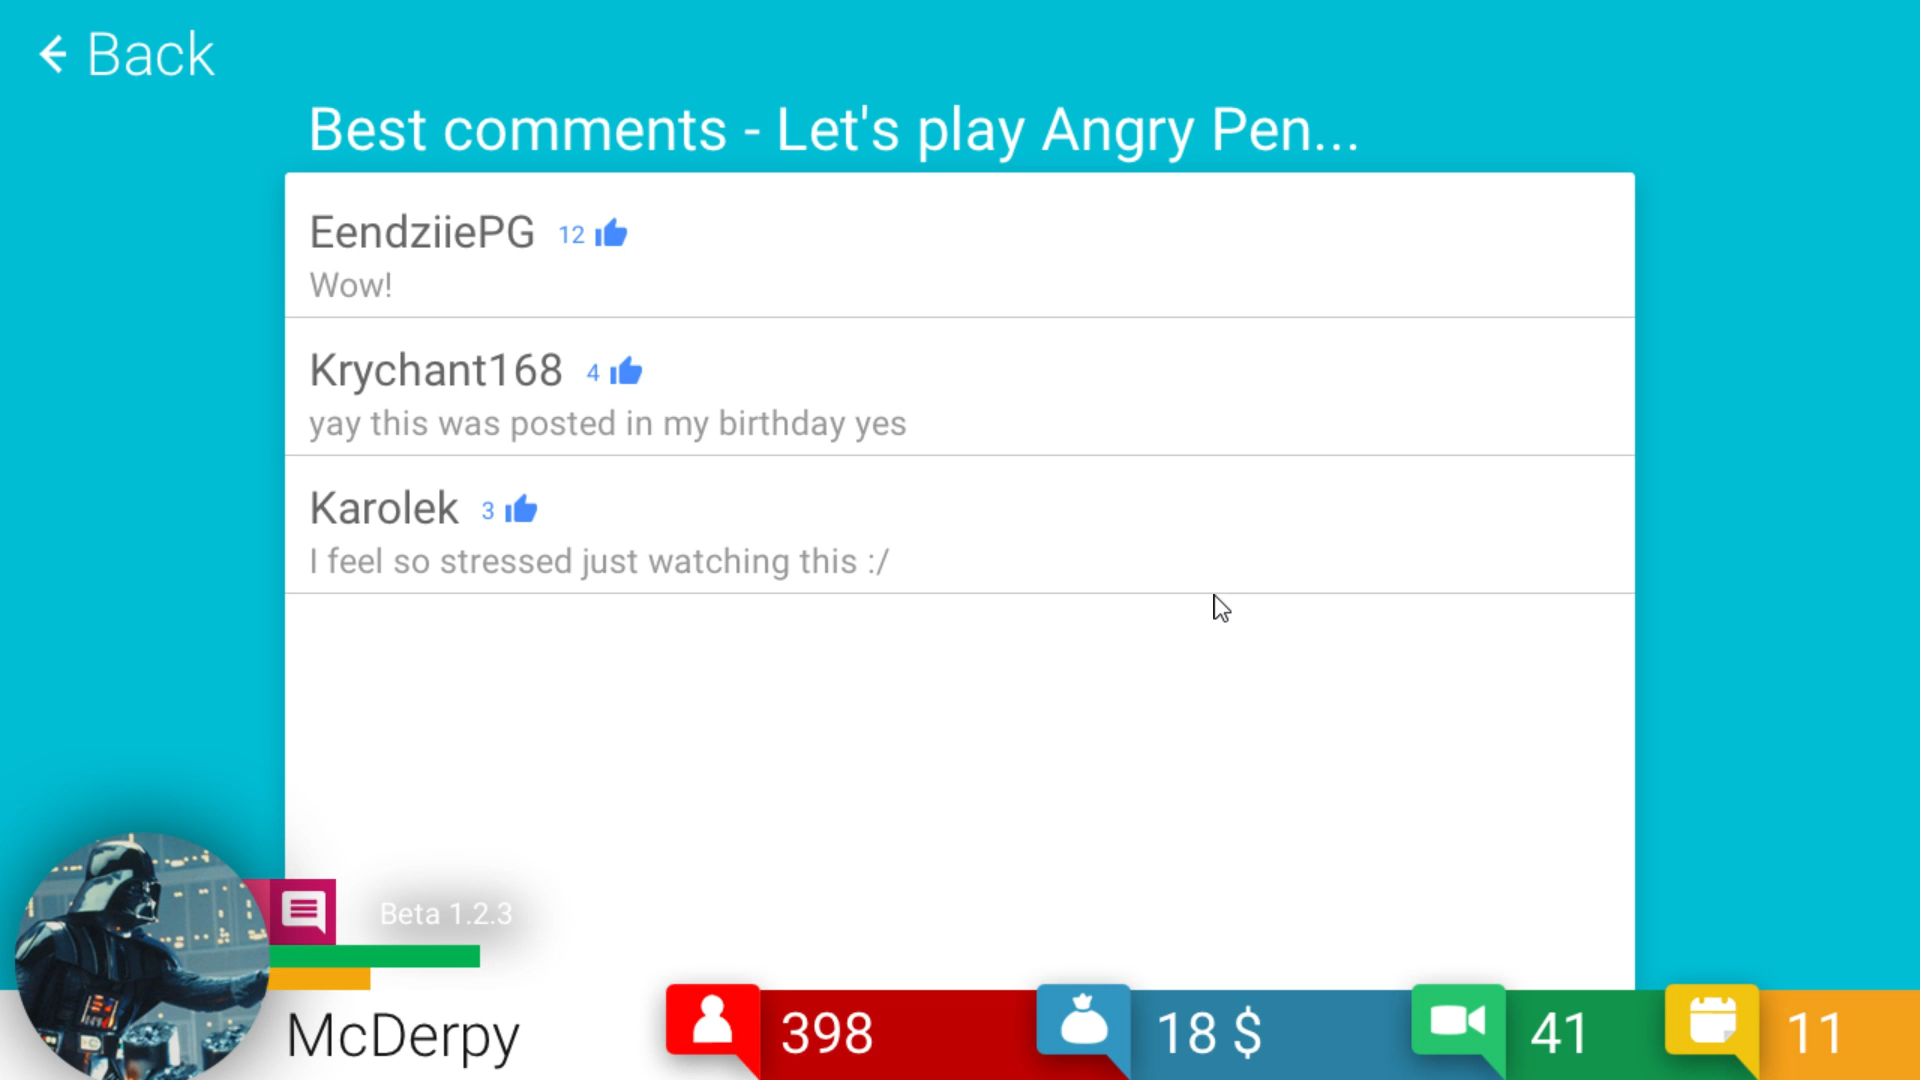 Back
Best comments - Let's play Angry Pen...
EendziiePG 12
Wow!
Krychant168 4
yay this was posted in my birthday yes
Karolek 3
I feel so stressed just watching this :/
Beta 1.2.3
McDerpy
398
18 $
41
11